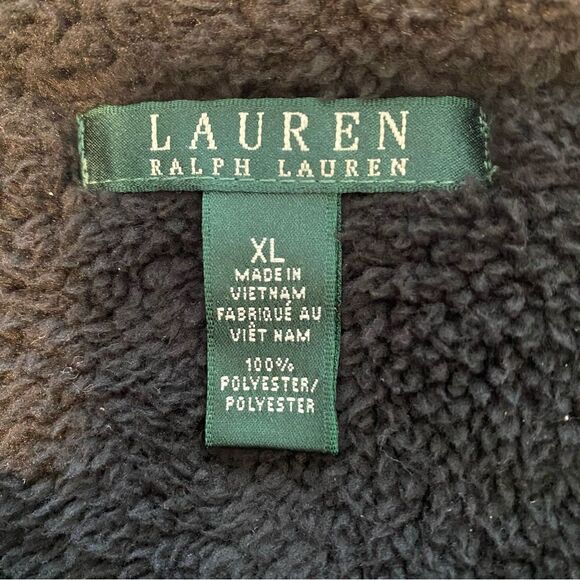 LAUREN
RALPH LAUREN
XL
MADE IN
VIETNAM
FABRIQUÉ AU
VIÊT NAM
100%
POLYESTER/
POLYESTER